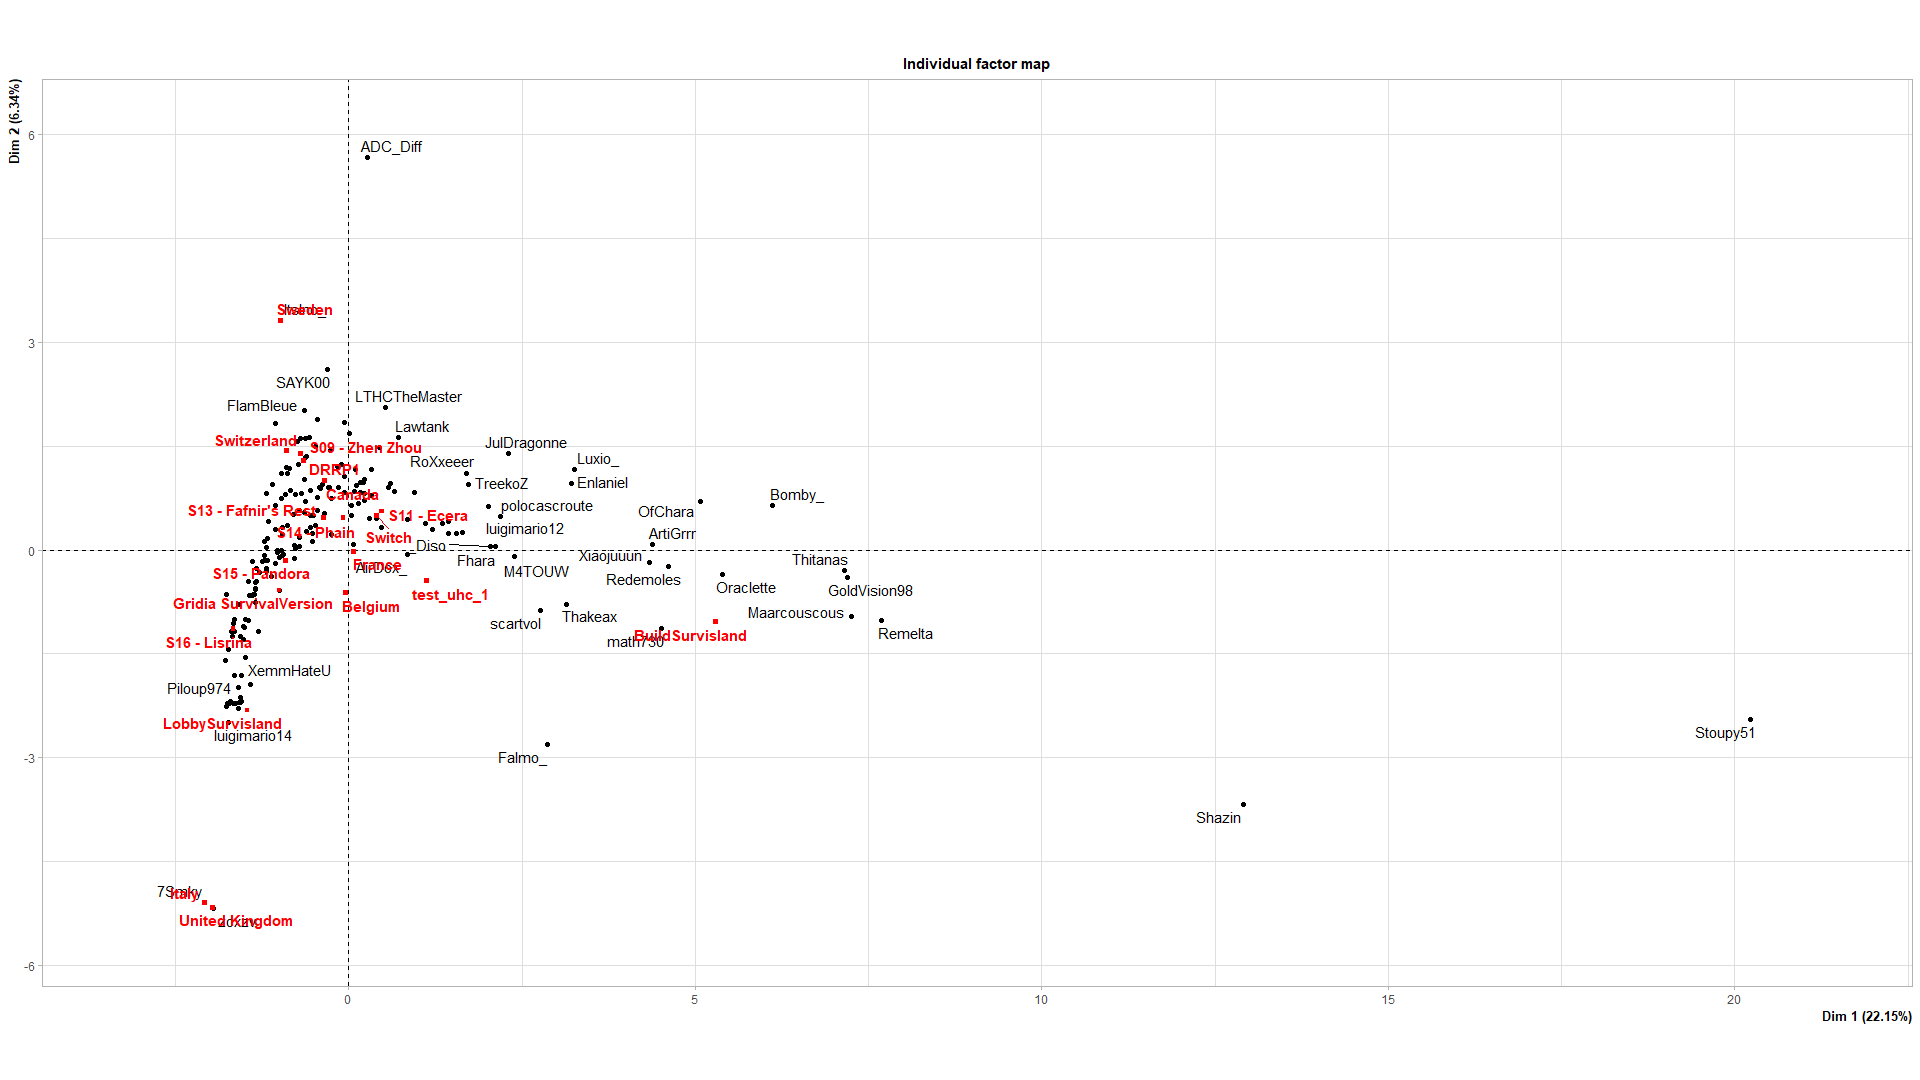 Individual factor map
Dim 2 (6.34%)
6
3
0
-3
-6
ADC_Diff
Sweden
SAYK00
FlamBleue
LTHCTheMaster
Lawtank
Switzerland
S09 - Zhen Zhou
JulDragonne
RoXxeeer
Luxio_
DRRP1
TreekoZ
Enlaniel
Canada
Bomby_
S13 - Fafnir's Rest
polocascroute
OfChara
S11 - Ecera
luigimario12
S14 - Phain
Switch
ArtiGrrr
_Diso
Fhara
Xiaojuuun
Thitanas
France
AirDox_
M4TOUW
S15 - Pandora
Redemoles
Oraclette
GoldVision98
test_uhc_1
Gridia SurvivalVersion
Belgium
Thakeax
Maarcouscous
scartvol
BuildSurvisland
Remelta
S16 - Lisrina
math730
XemmHateU
Piloup974
LobbySurvisland
luigimario14
Stoupy51
Falmo_
Shazin
Italy
United Kingdom
0
5
10
15
20
Dim 1 (22.15%)